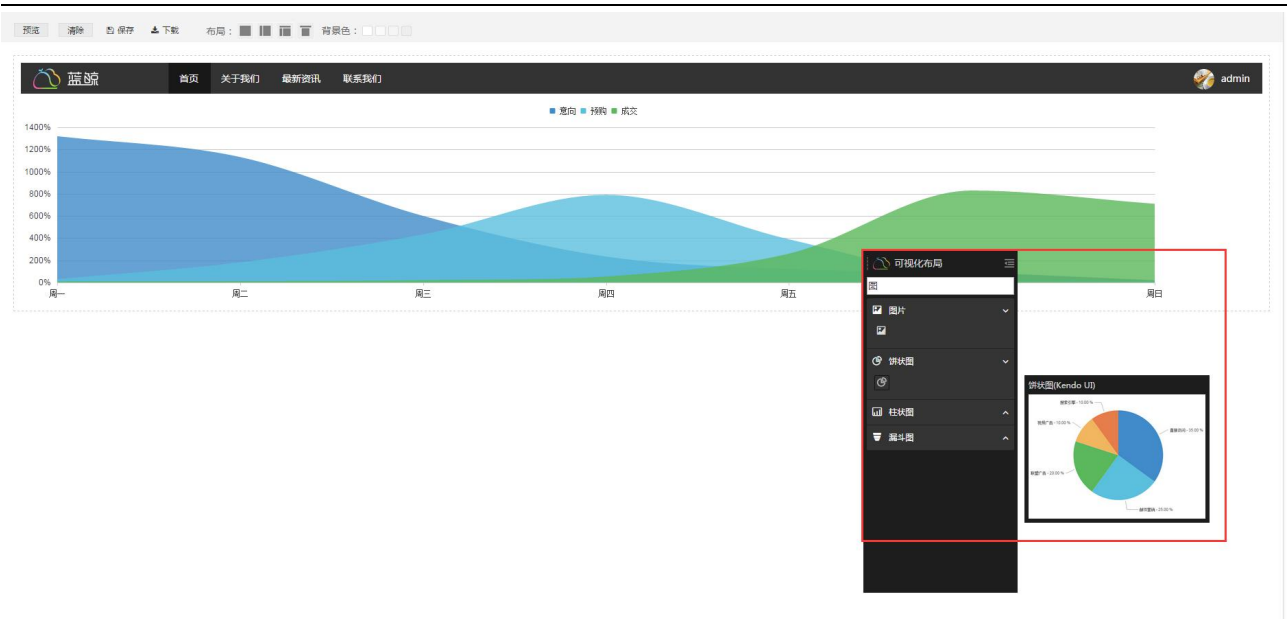 预览 清除 保存 下载 布局： 背景色：
蓝鲸 首页 关于我们 最新资讯 联系我们 admin
意向 预购 成交
1400%
1200%
1000%
800%
600%
400%
200%
0%
周一 周二 周三 周四 周五 周日
可视化布局
图
图片
饼状图
柱状图
漏斗图
饼状图(Kendo UI)